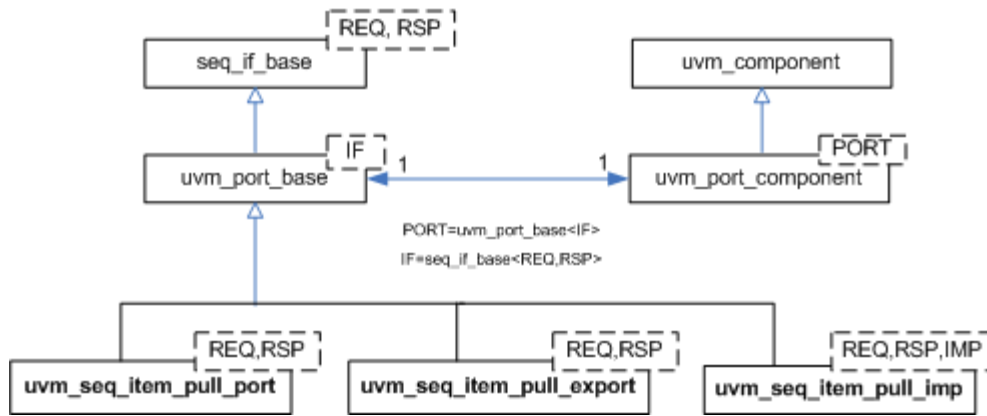 REQ, RSP
seq_if_base
uvm_component
IF
PORT
uvm_port_base
1
1
uvm_port_component
PORT=uvm_port_base<IF>
IF=seq_if_base<REQ,RSP>
REQ,RSP
REQ,RSP
REQ,RSP,IMP
uvm_seq_item_pull_port
uvm_seq_item_pull_export
uvm_seq_item_pull_imp